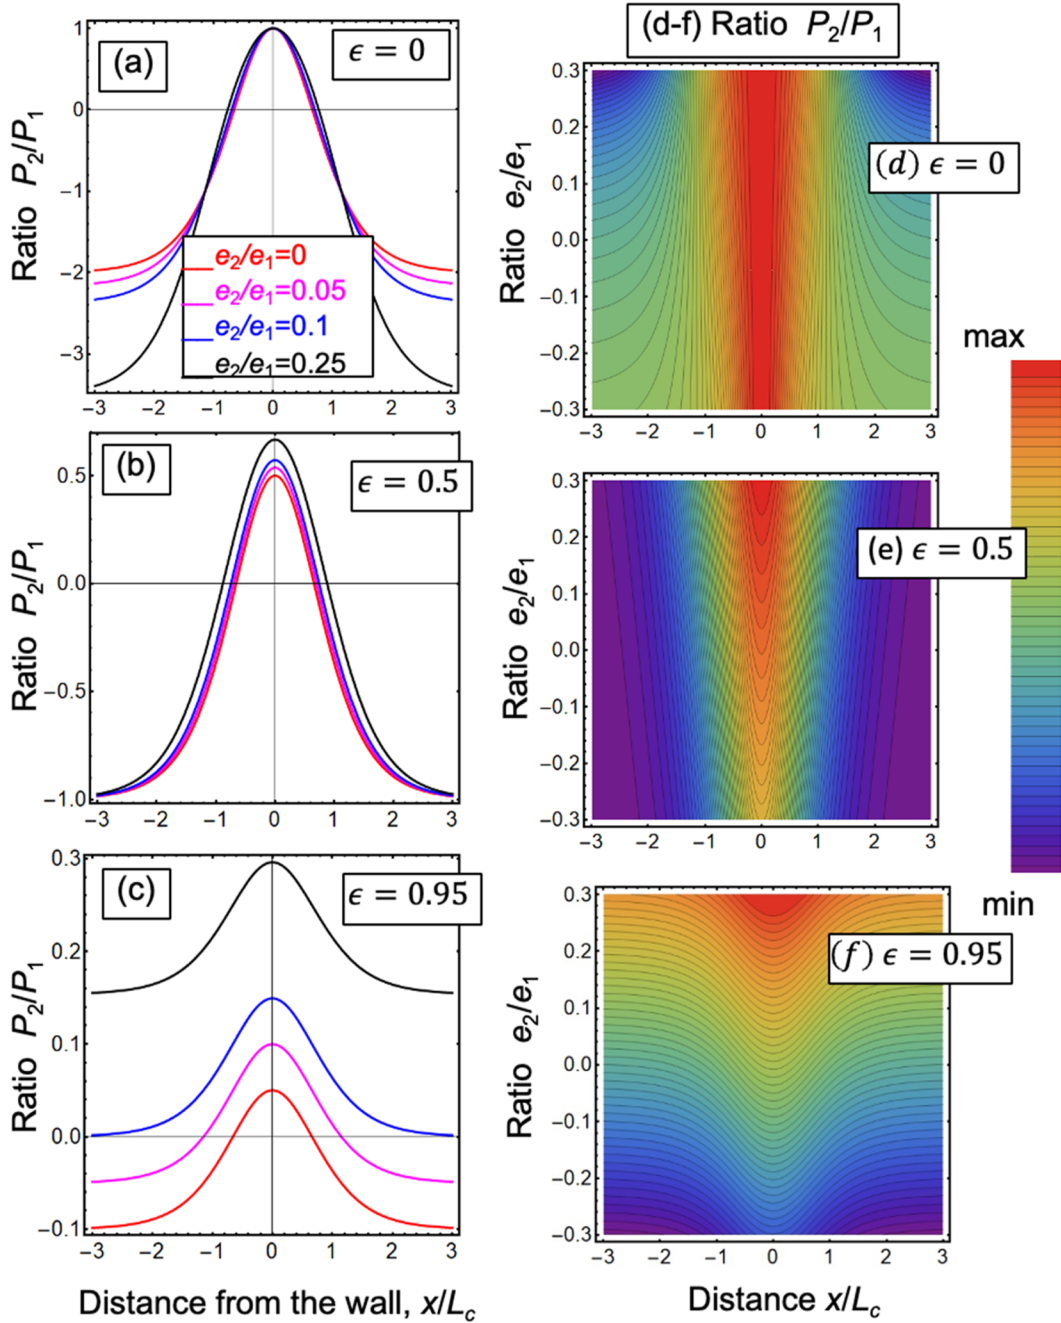 (a)
ϵ = 0
Ratio P₂/P₁
1
0
−1
−2
−3
e₂/e₁=0
e₂/e₁=0.05
e₂/e₁=0.1
e₂/e₁=0.25
−3 −2 −1 0 1 2 3
(b)
ϵ = 0.5
Ratio P₂/P₁
0.5
0.0
−0.5
−1.0
−3 −2 −1 0 1 2 3
(c)
ϵ = 0.95
Ratio P₂/P₁
0.3
0.2
0.1
0.0
−0.1
−3 −2 −1 0 1 2 3
Distance from the wall, x/L_c
(d-f) Ratio P₂/P₁
(d) ϵ = 0
Ratio e₂/e₁
0.3
0.2
0.1
0.0
−0.1
−0.2
−0.3
−3 −2 −1 0 1 2 3
(e) ϵ = 0.5
Ratio e₂/e₁
0.3
0.2
0.1
0.0
−0.1
−0.2
−0.3
−3 −2 −1 0 1 2 3
(f) ϵ = 0.95
Ratio e₂/e₁
0.3
0.2
0.1
0.0
−0.1
−0.2
−0.3
−3 −2 −1 0 1 2 3
Distance x/L_c
max
min